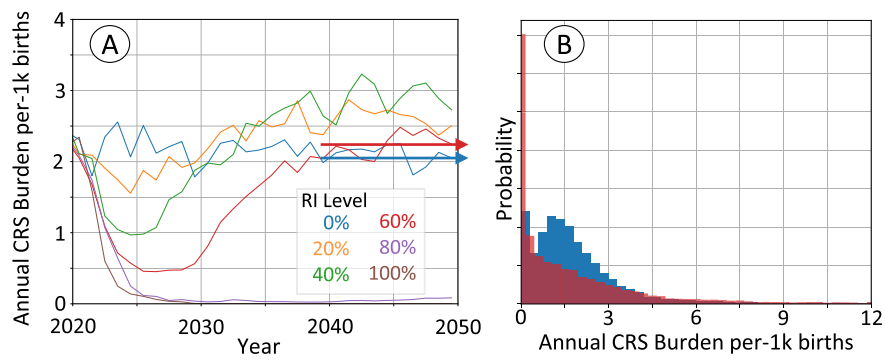 Annual CRS Burden per-1k births
4
3
2
1
0
A
RI Level
0% 60%
20% 80%
40% 100%
2020 2030 2040 2050
Year
Probability
B
0 3 6 9 12
Annual CRS Burden per-1k births